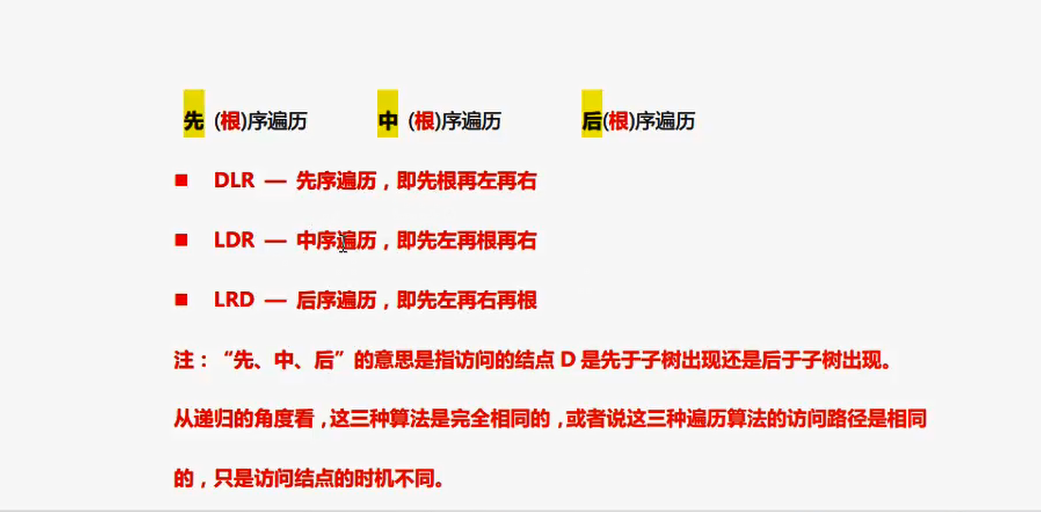 先 (根)序遍历 中 (根)序遍历 后(根)序遍历
■ DLR — 先序遍历，即先根再左再右
■ LDR — 中序遍历，即先左再根再右
■ LRD — 后序遍历，即先左再右再根
注：“先、中、后”的意思是指访问的结点 D 是先于子树出现还是后于子树出现。
从递归的角度看，这三种算法是完全相同的，或者说这三种遍历算法的访问路径是相同
的，只是访问结点的时机不同。